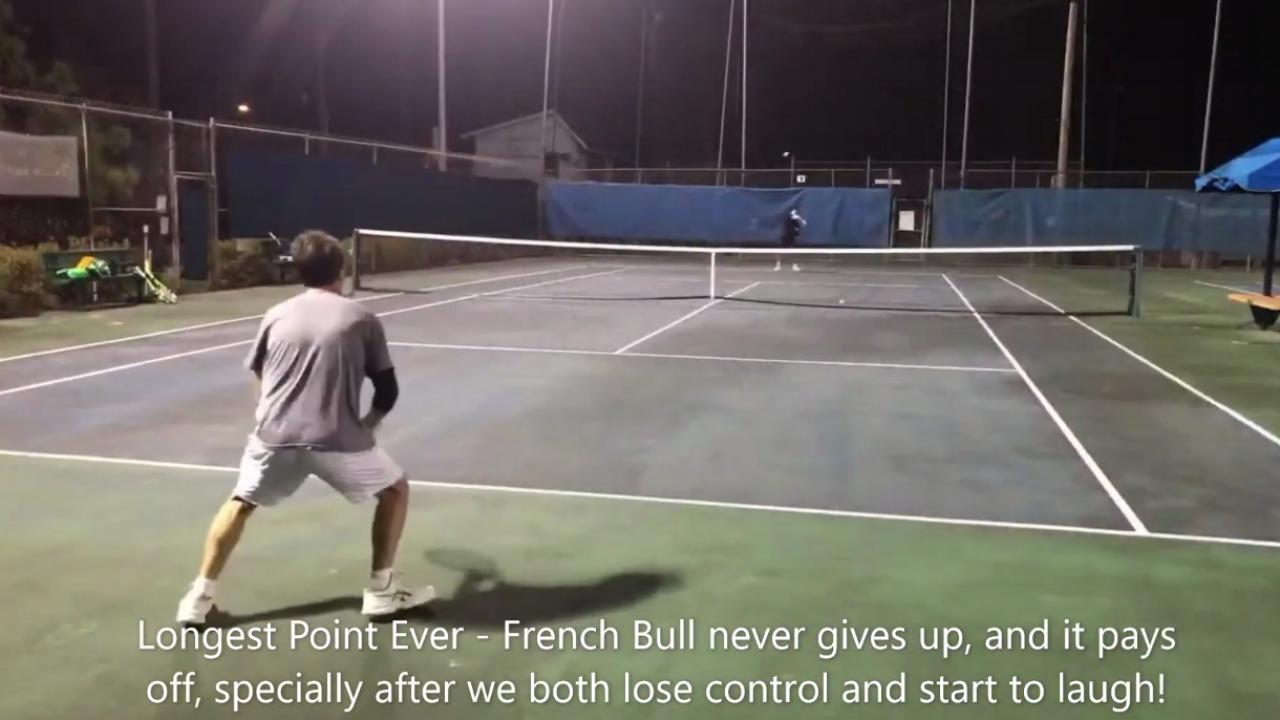 Longest Point Ever - French Bull never gives up, and it pays
off, specially after we both lose control and start to laugh!